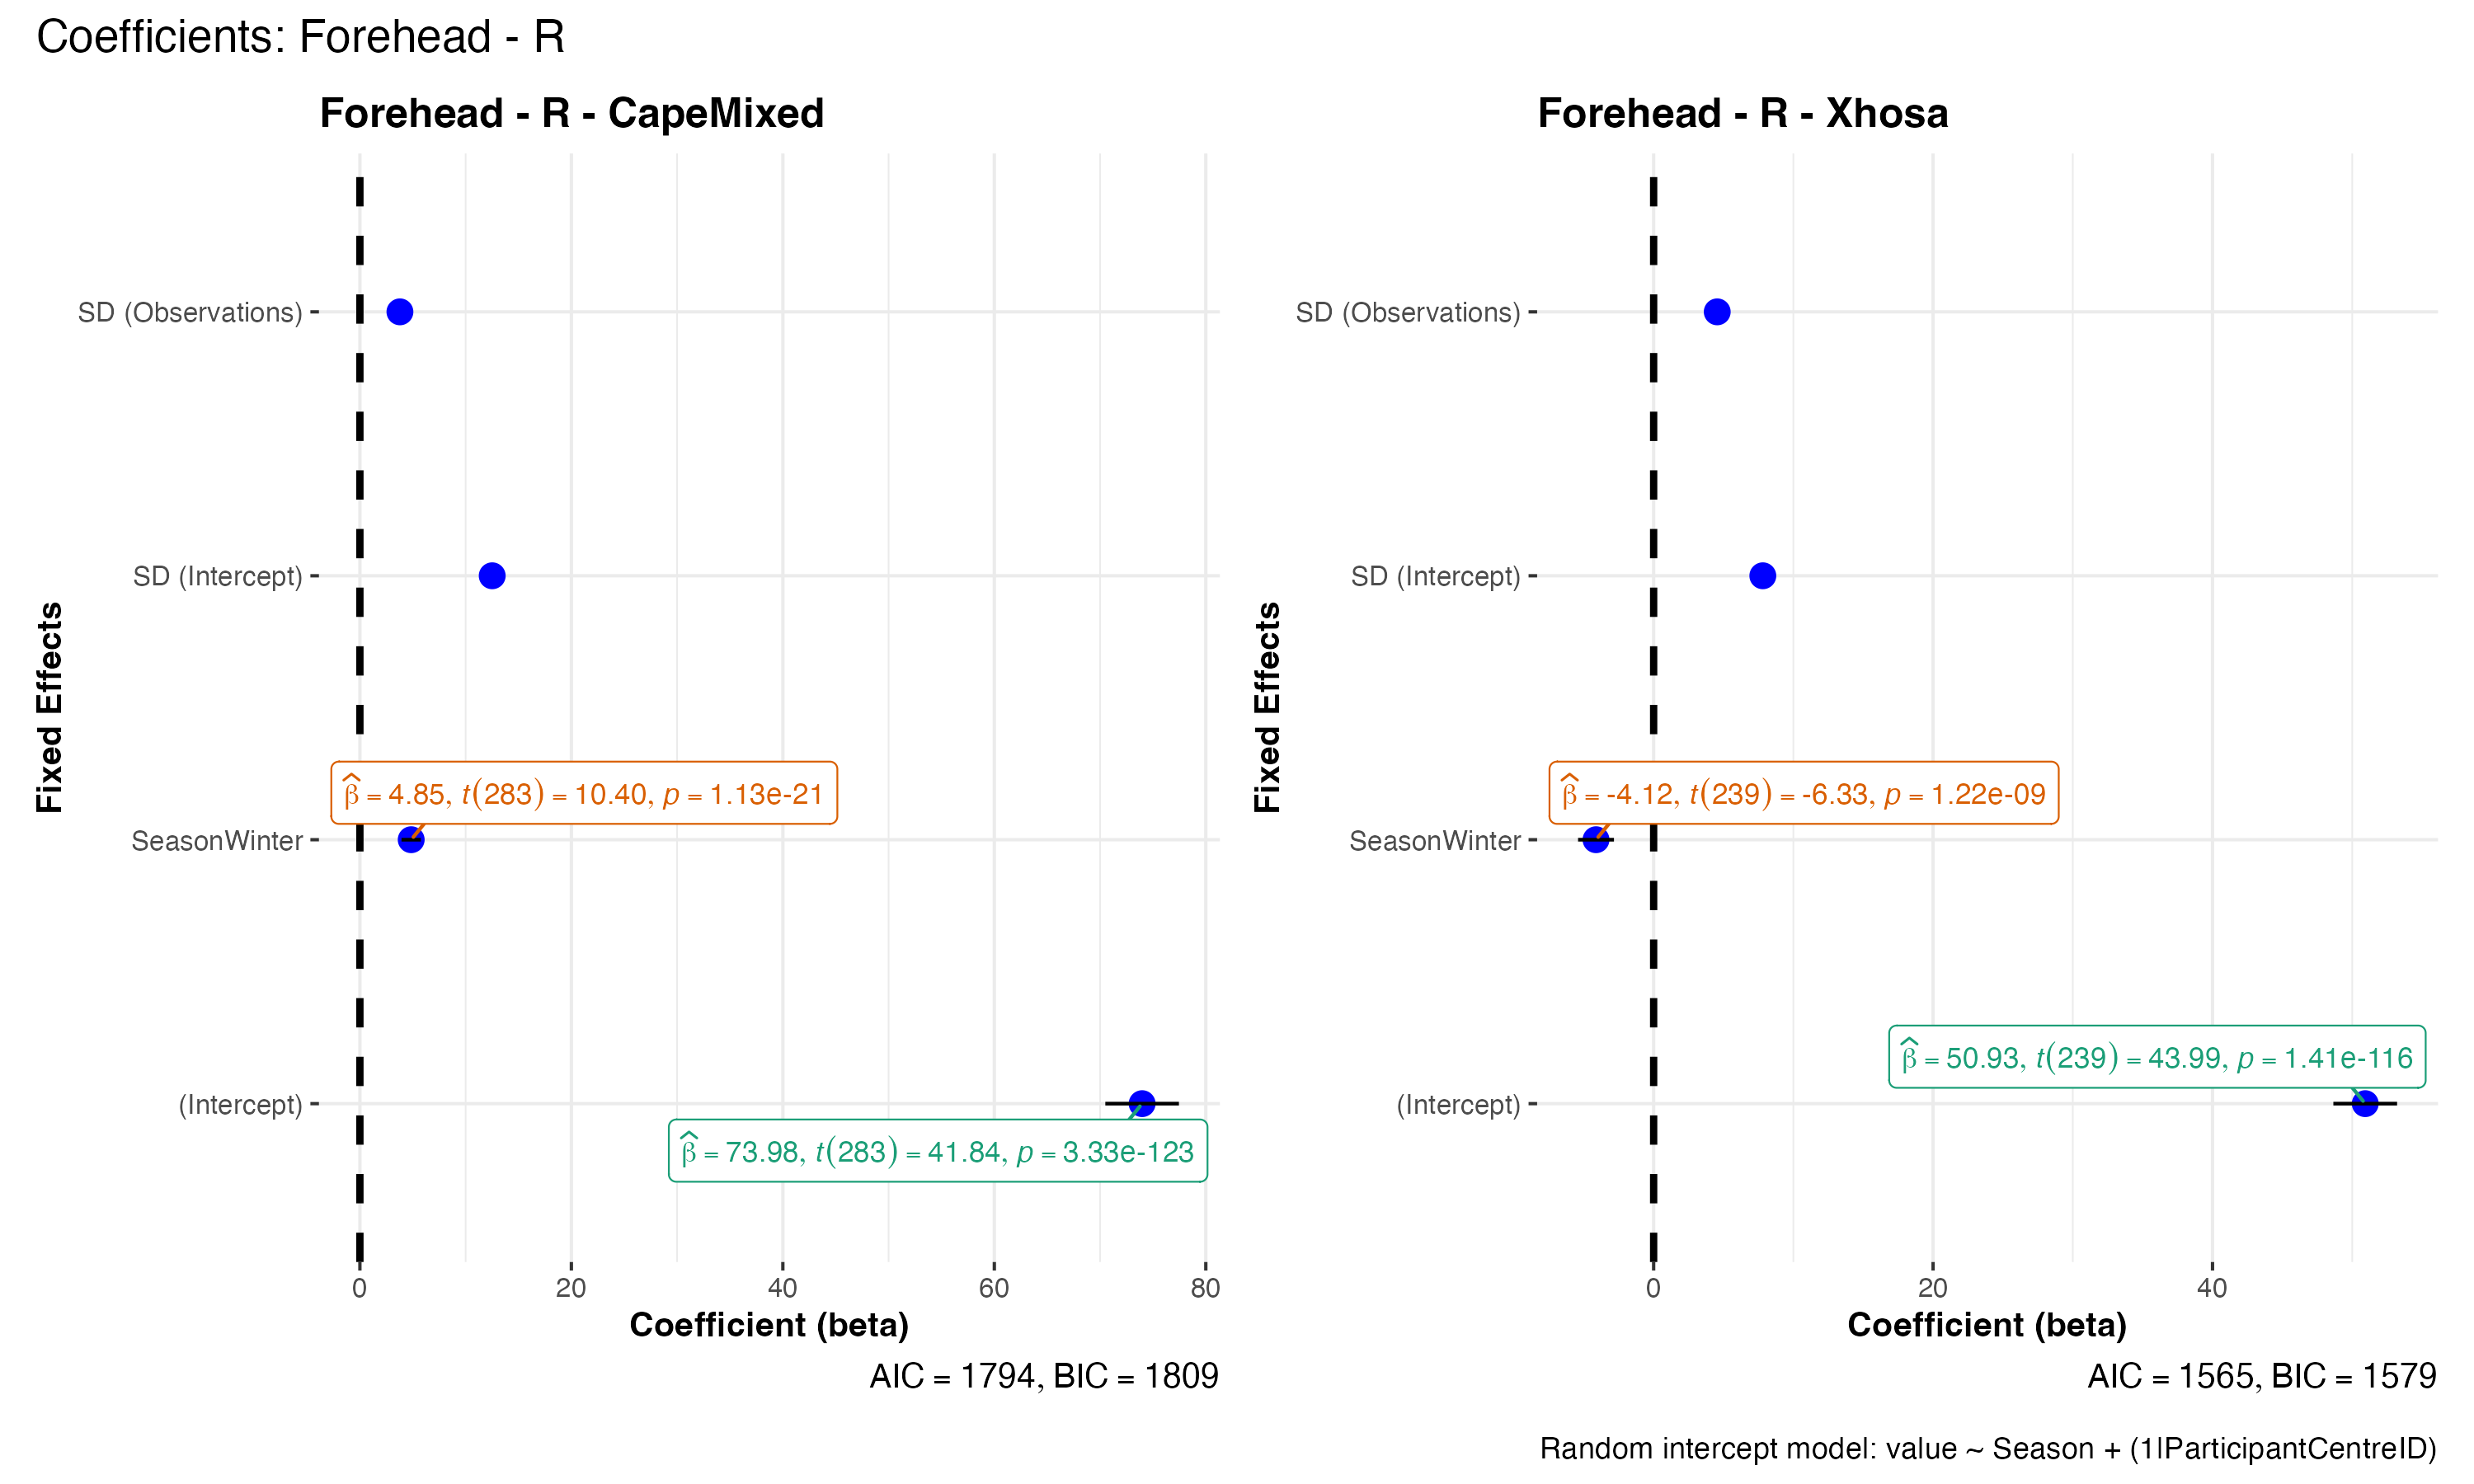 Coefficients: Forehead - R
Forehead - R - CapeMixed
Fixed Effects
SD (Observations)
SD (Intercept)
SeasonWinter
(Intercept)
β̂ = 4.85, t(283) = 10.40, p = 1.13e-21
β̂ = 73.98, t(283) = 41.84, p = 3.33e-123
0 20 40 60 80
Coefficient (beta)
AIC = 1794, BIC = 1809
Forehead - R - Xhosa
Fixed Effects
SD (Observations)
SD (Intercept)
SeasonWinter
(Intercept)
β̂ = -4.12, t(239) = -6.33, p = 1.22e-09
β̂ = 50.93, t(239) = 43.99, p = 1.41e-116
0 20 40
Coefficient (beta)
AIC = 1565, BIC = 1579
Random intercept model: value ~ Season + (1|ParticipantCentreID)